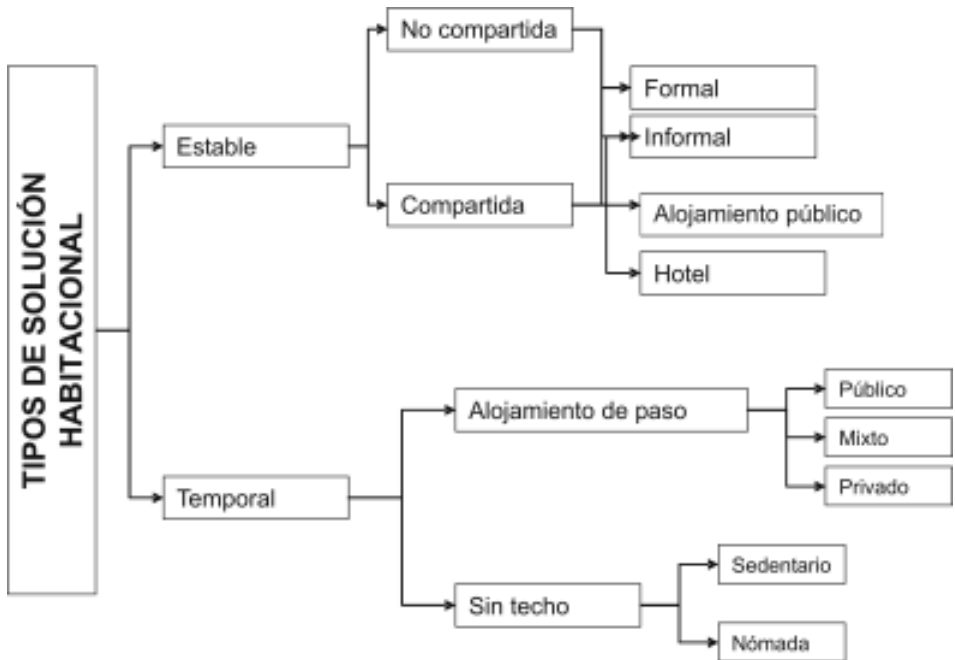 TIPOS DE SOLUCIÓN
HABITACIONAL
Estable
No compartida
Compartida
Formal
Informal
Alojamiento público
Hotel
Temporal
Alojamiento de paso
Público
Mixto
Privado
Sin techo
Sedentario
Nómada